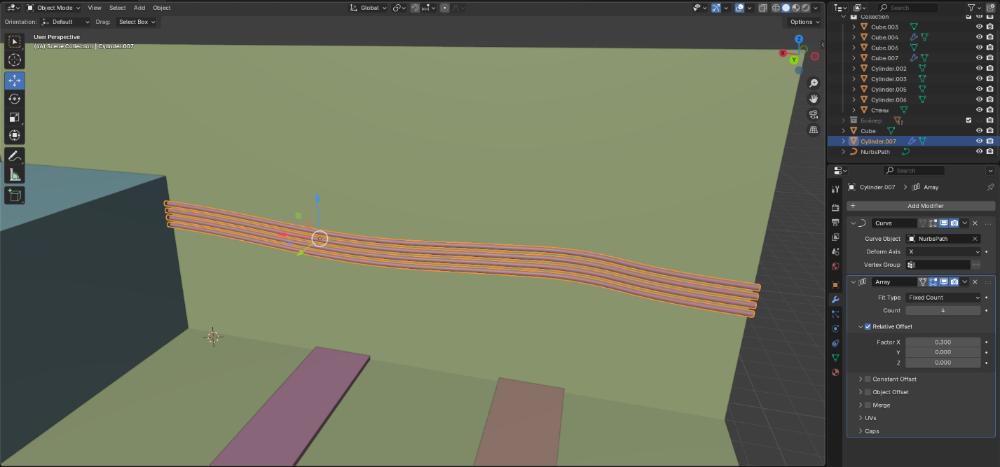 Object Mode View Select Add Object Global Search
Orientation: Default Drag: Select Box Options
User Perspective
(46) Scene Collection | Cylinder.007
Z
X
Y
Collection
Cube.003
Cube.004
Cube.006
Cube.007
Cylinder.002
Cylinder.003
Cylinder.005
Cylinder.006
Стены
Бойлер 12
Cube
Cylinder.007
NurbsPath
Search
Cylinder.007 Array
Add Modifier
Curve
Curve Object NurbsPath
Deform Axis X
Vertex Group
Array
Fit Type Fixed Count
Count 4
Relative Offset
Factor X 0.300
Y 0.000
Z 0.000
Constant Offset
Object Offset
Merge
UVs
Caps